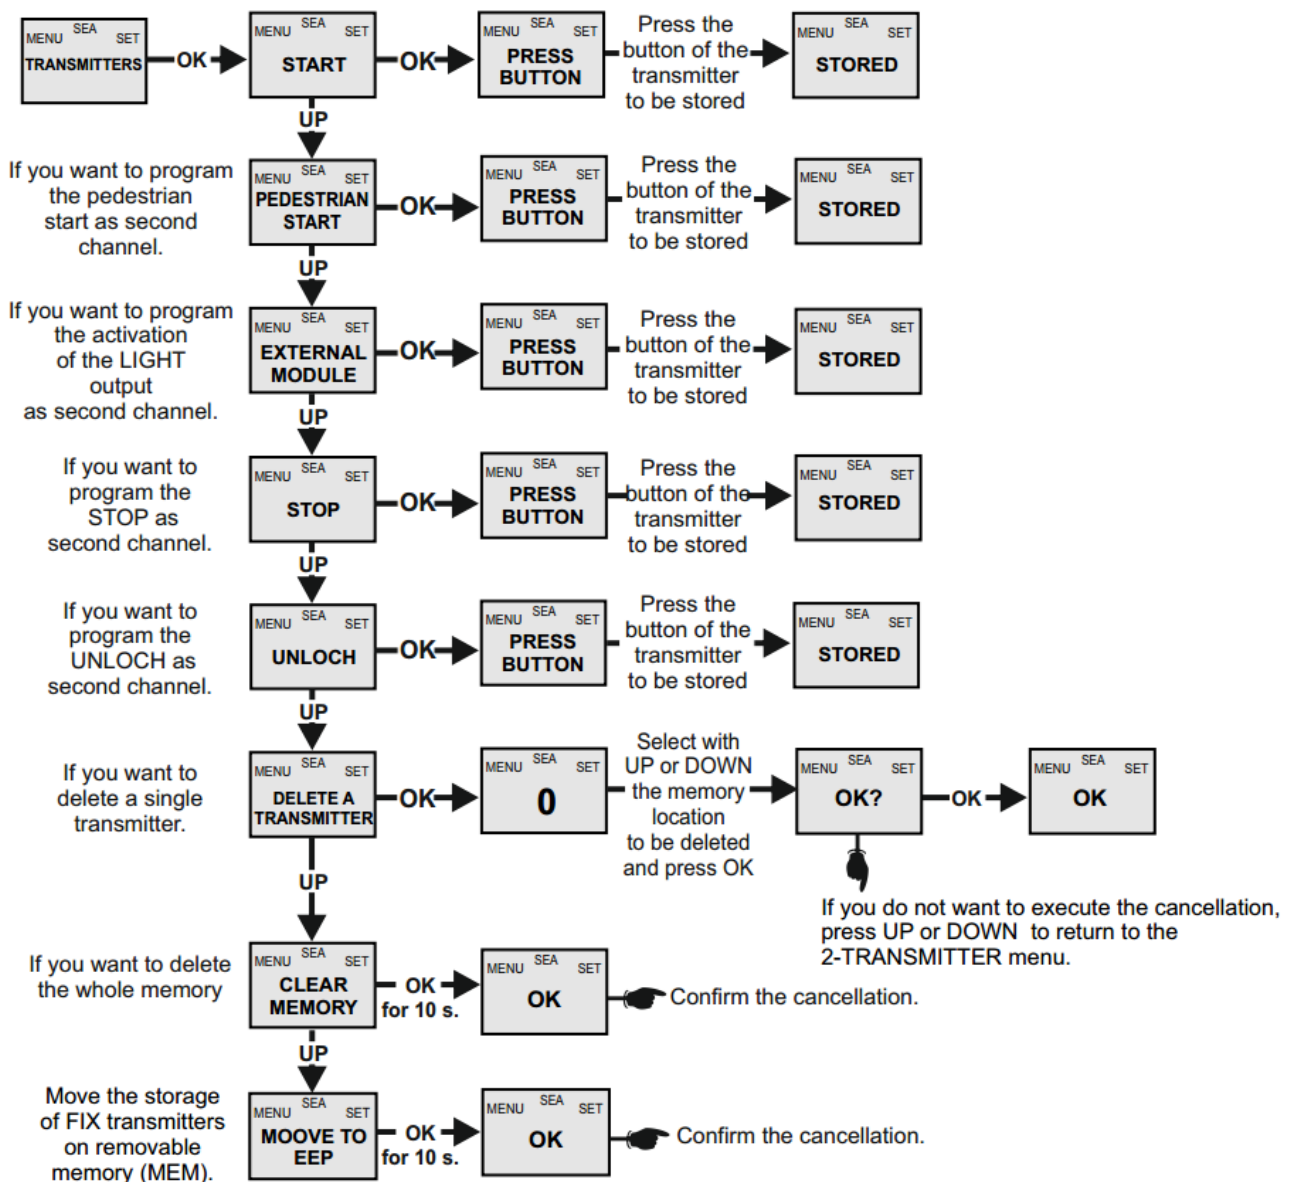 MENU SEA SET
TRANSMITTERS
OK
MENU SEA SET
START
OK
MENU SEA SET
PRESS
BUTTON
Press the
button of the
transmitter
to be stored
MENU SEA SET
STORED
UP
If you want to program
the pedestrian
start as second
channel.
MENU SEA SET
PEDESTRIAN
START
OK
MENU SEA SET
PRESS
BUTTON
Press the
button of the
transmitter
to be stored
MENU SEA SET
STORED
UP
If you want to program
the activation
of the LIGHT
output
as second channel.
MENU SEA SET
EXTERNAL
MODULE
OK
MENU SEA SET
PRESS
BUTTON
Press the
button of the
transmitter
to be stored
MENU SEA SET
STORED
UP
If you want to
program the
STOP as
second channel.
MENU SEA SET
STOP
OK
MENU SEA SET
PRESS
BUTTON
Press the
button of the
transmitter
to be stored
MENU SEA SET
STORED
UP
If you want to
program the
UNLOCH as
second channel.
MENU SEA SET
UNLOCH
OK
MENU SEA SET
PRESS
BUTTON
Press the
button of the
transmitter
to be stored
MENU SEA SET
STORED
UP
If you want to
delete a single
transmitter.
MENU SEA SET
DELETE A
TRANSMITTER
OK
MENU SEA SET
0
Select with
UP or DOWN
the memory
location
to be deleted
and press OK
MENU SEA SET
OK?
OK
MENU SEA SET
OK
If you do not want to execute the cancellation,
press UP or DOWN to return to the
2-TRANSMITTER menu.
UP
If you want to delete
the whole memory
MENU SEA SET
CLEAR
MEMORY
OK
for 10 s.
MENU SEA SET
OK
Confirm the cancellation.
UP
Move the storage
of FIX transmitters
on removable
memory (MEM).
MENU SEA SET
MOOVE TO
EEP
OK
for 10 s.
MENU SEA SET
OK
Confirm the cancellation.